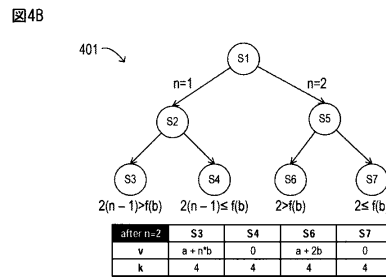 図4B
401
S1
n=1 n=2
S2 S5
S3 S4 S6 S7
2(n − 1)>f(b) 2(n − 1)≤ f(b) 2>f(b) 2≤ f(b)
after n=2 S3 S4 S6 S7
v a + n*b 0 a + 2b 0
k 4 4 4 4